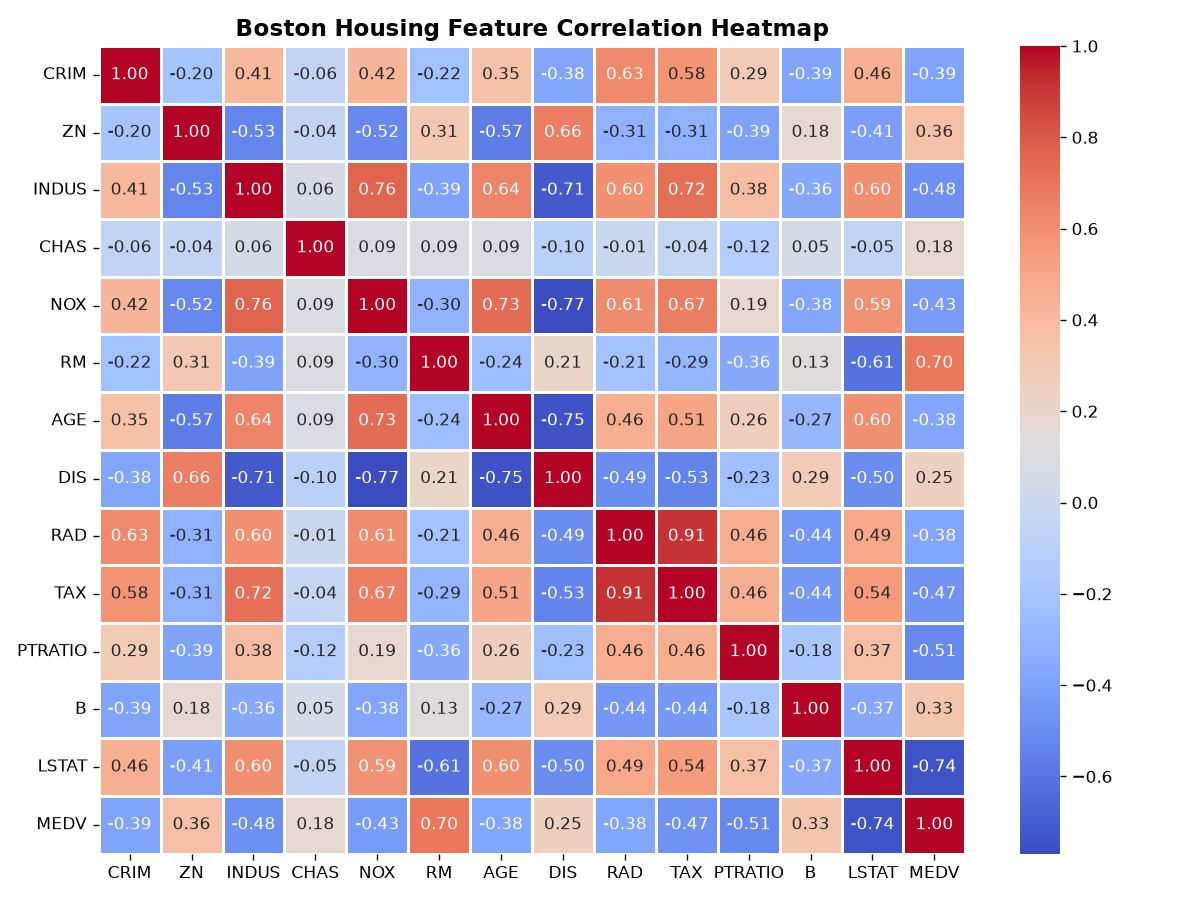 Boston Housing Feature Correlation Heatmap
CRIM 1.00 -0.20 0.41 -0.06 0.42 -0.22 0.35 -0.38 0.63 0.58 0.29 -0.39 0.46 -0.39
ZN -0.20 1.00 -0.53 -0.04 -0.52 0.31 -0.57 0.66 -0.31 -0.31 -0.39 0.18 -0.41 0.36
INDUS 0.41 -0.53 1.00 0.06 0.76 -0.39 0.64 -0.71 0.60 0.72 0.38 -0.36 0.60 -0.48
CHAS -0.06 -0.04 0.06 1.00 0.09 0.09 0.09 -0.10 -0.01 -0.04 -0.12 0.05 -0.05 0.18
NOX 0.42 -0.52 0.76 0.09 1.00 -0.30 0.73 -0.77 0.61 0.67 0.19 -0.38 0.59 -0.43
RM -0.22 0.31 -0.39 0.09 -0.30 1.00 -0.24 0.21 -0.21 -0.29 -0.36 0.13 -0.61 0.70
AGE 0.35 -0.57 0.64 0.09 0.73 -0.24 1.00 -0.75 0.46 0.51 0.26 -0.27 0.60 -0.38
DIS -0.38 0.66 -0.71 -0.10 -0.77 0.21 -0.75 1.00 -0.49 -0.53 -0.23 0.29 -0.50 0.25
RAD 0.63 -0.31 0.60 -0.01 0.61 -0.21 0.46 -0.49 1.00 0.91 0.46 -0.44 0.49 -0.38
TAX 0.58 -0.31 0.72 -0.04 0.67 -0.29 0.51 -0.53 0.91 1.00 0.46 -0.44 0.54 -0.47
PTRATIO 0.29 -0.39 0.38 -0.12 0.19 -0.36 0.26 -0.23 0.46 0.46 1.00 -0.18 0.37 -0.51
B -0.39 0.18 -0.36 0.05 -0.38 0.13 -0.27 0.29 -0.44 -0.44 -0.18 1.00 -0.37 0.33
LSTAT 0.46 -0.41 0.60 -0.05 0.59 -0.61 0.60 -0.50 0.49 0.54 0.37 -0.37 1.00 -0.74
MEDV -0.39 0.36 -0.48 0.18 -0.43 0.70 -0.38 0.25 -0.38 -0.47 -0.51 0.33 -0.74 1.00
CRIM ZN INDUS CHAS NOX RM AGE DIS RAD TAX PTRATIO B LSTAT MEDV
1.0
0.8
0.6
0.4
0.2
0.0
−0.2
−0.4
−0.6